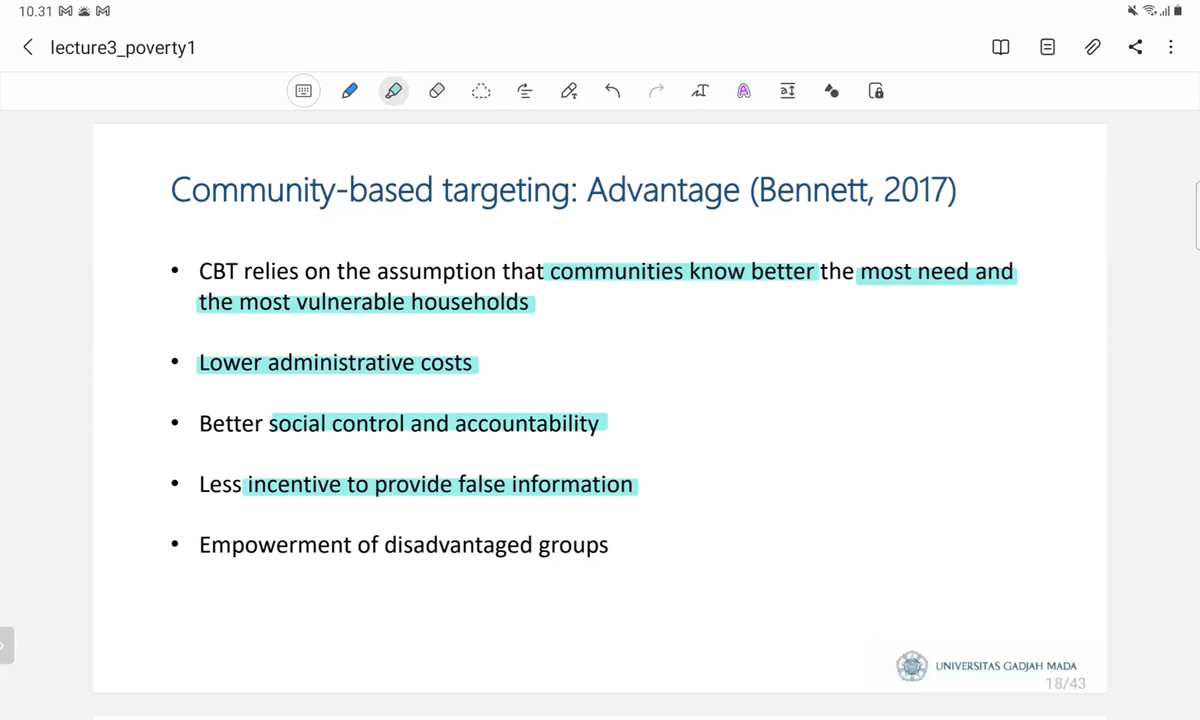 10.31
lecture3_poverty1
Community-based targeting: Advantage (Bennett, 2017)
• CBT relies on the assumption that communities know better the most need and
the most vulnerable households
• Lower administrative costs
• Better social control and accountability
• Less incentive to provide false information
• Empowerment of disadvantaged groups
UNIVERSITAS GADJAH MADA
18/43